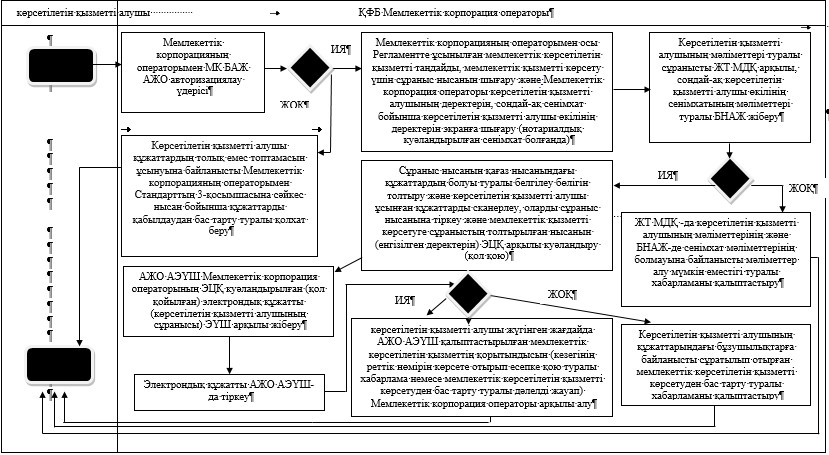 көрсетілетін қызметті алушы
ҚФБ Мемлекеттік корпорация операторы¶
Мемлекеттік
корпорацияның
операторымен МК БАЖ
АЖО авторизациялау
үдерісі¶
ИЯ¶
ЖОҚ¶
Мемлекеттік корпорацияның операторымен осы
Регламентте ұсынылған мемлекеттік көрсетілетін
қызметті таңдайды, мемлекеттік қызметті көрсету
үшін сұраныс нысанын шығару және Мемлекеттік
корпорация операторы көрсетілетін қызметті
алушының деректерін, сондай-ақ сенімхат
бойынша көрсетілетін қызметті алушы өкілінің
деректерін экранға шығару (нотариалдық
куәландырылған сенімхат болғанда)¶
Көрсетілетін қызметті
алушының мәліметтері туралы
сұранысты ЖТ МДҚ арқылы,
сондай-ақ көрсетілетін
қызметті алушы өкілінің
сенімхатының мәліметтері
туралы БНАЖ жіберу¶
Көрсетілетін қызметті алушы
құжаттардың толық емес топтамасын
ұсынуына байланысты Мемлекеттік
корпорацияның операторымен
Стандарттың 3-қосымшасына сәйкес
нысан бойынша құжаттарды
қабылдаудан бас тарту туралы қолхат
беру¶
Сұраныс нысанын қағаз нысанындағы
құжаттардың болуы туралы белгілеу бөлігін
толтыру және көрсетілетін қызметті алушы
ұсынған құжаттарды сканерлеу, оларды сұраныс
нысанына тіркеу және мемлекеттік қызметті
көрсетуге сұраныстың толтырылған нысанын
(енгізілген деректерін) ЭЦҚ арқылы куәландыру
(қол қою)¶
ИЯ¶
ЖОҚ¶
ЖТ МДҚ -да көрсетілетін қызметті
алушының мәліметтерінің және
БНАЖ-де сенімхат мәліметтерінің
болмауына байланысты мәліметтер
алу мүмкін еместігі туралы
хабарламаны қалыптастыру¶
АЖО АЭҮШ Мемлекеттік корпорация
операторының ЭЦҚ куәландырылған (қол
қойылған) электрондық құжатты
(көрсетілетін қызметті алушының
сұранысы) ЭҮШ арқылы жіберу¶
ИЯ¶
ЖОҚ¶
Электрондық құжатты АЖО АЭҮШ-
да тіркеу¶
көрсетілетін қызметті алушы жүгінген жағдайда
АЖО АЭҮШ қалыптастырылған мемлекеттік
көрсетілетін қызметтің қорытындысын (кезегінің
реттік нөмірін көрсете отырып есепке қою туралы
хабарлама немесе мемлекеттік көрсетілетін қызметті
көрсетуден бас тарту туралы дәлелді жауап)
Мемлекеттік корпорация операторы арқылы алу¶
Көрсетілетін қызметті алушының
құжаттарындағы бұзушылықтарға
байланысты сұратылып отырған
мемлекеттік көрсетілетін қызметті
көрсетуден бас тарту туралы
хабарламаны қалыптастыру¶